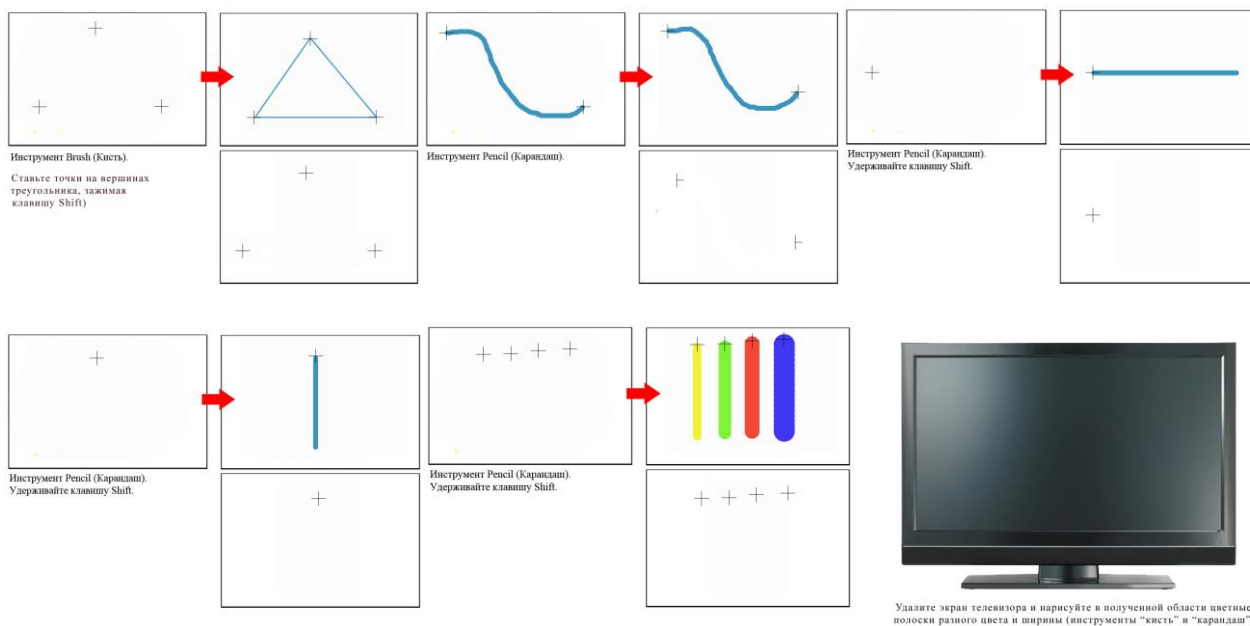 Инструмент Brush (Кисть).
Ставьте точки на вершинах
треугольника, зажимая
клавишу Shift)
Инструмент Pencil (Карандаш).
Инструмент Pencil (Карандаш).
Удерживайте клавишу Shift.
Инструмент Pencil (Карандаш).
Удерживайте клавишу Shift.
Инструмент Pencil (Карандаш).
Удерживайте клавишу Shift.
Удалите экран телевизора и нарисуйте в полученной области цветные
полоски разного цвета и ширины (инструменты “кисть” и “карандаш”